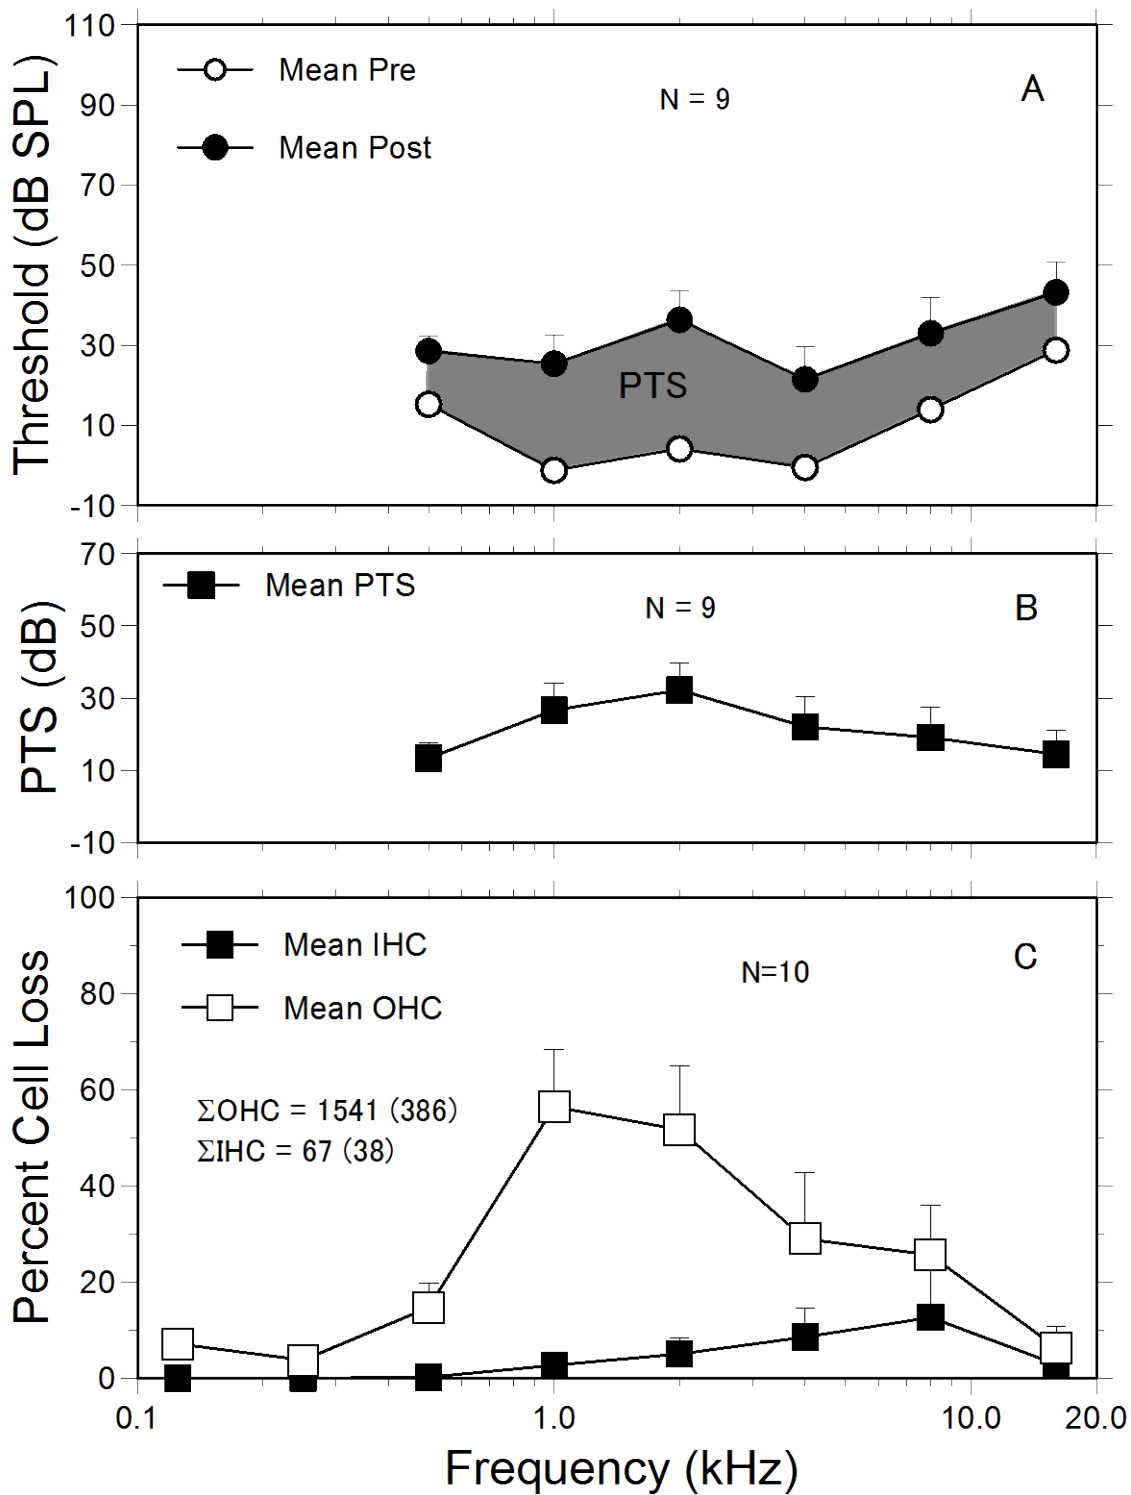 Threshold (dB SPL)
110
90
70
50
30
10
-10
Mean Pre
Mean Post
N = 9
A
PTS
PTS (dB)
70
50
30
10
-10
Mean PTS
N = 9
B
Percent Cell Loss
100
80
60
40
20
0
Mean IHC
Mean OHC
N=10
C
ΣOHC = 1541 (386)
ΣIHC = 67 (38)
0.1 1.0 10.0 20.0
Frequency (kHz)